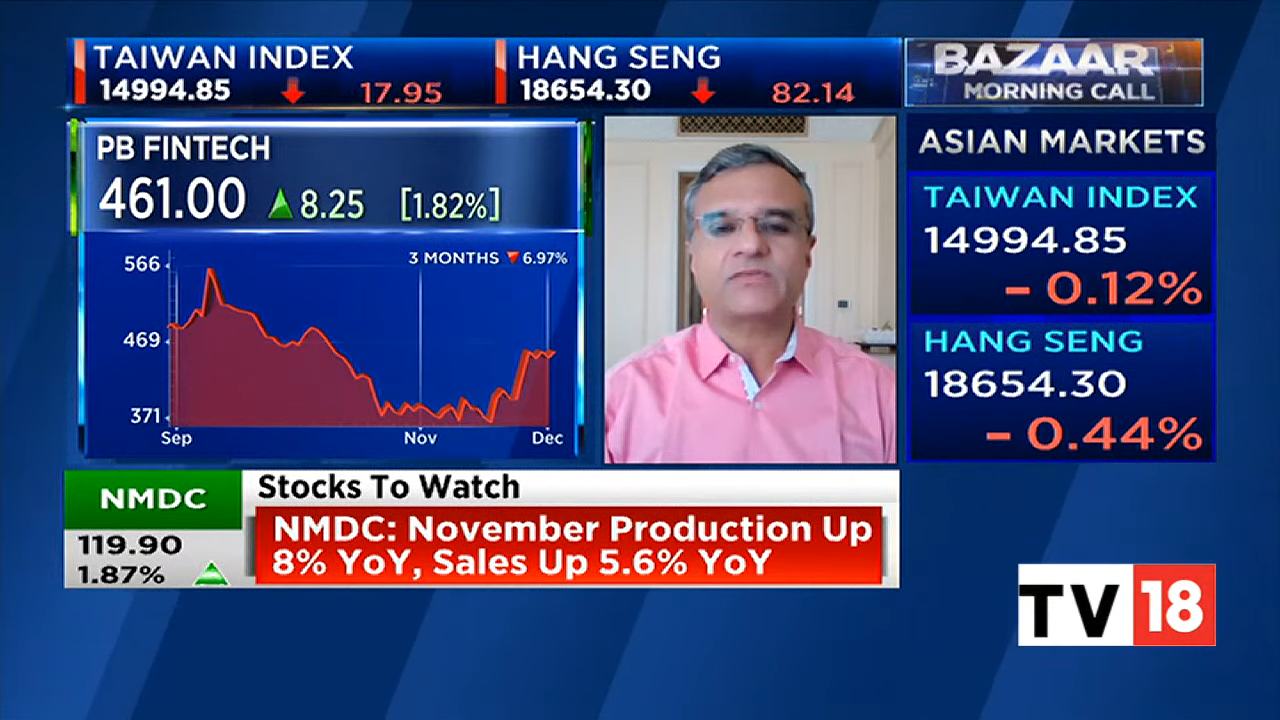 TAIWAN INDEX
14994.85 17.95
HANG SENG
18654.30 82.14
BAZAAR
MORNING CALL
PB FINTECH
461.00 ▲ 8.25 [1.82%]
3 MONTHS ▼ 6.97%
566
469
371
Sep Nov Dec
ASIAN MARKETS
TAIWAN INDEX
14994.85
– 0.12%
HANG SENG
18654.30
– 0.44%
NMDC
119.90
1.87%
Stocks To Watch
NMDC: November Production Up
8% YoY, Sales Up 5.6% YoY
TV18